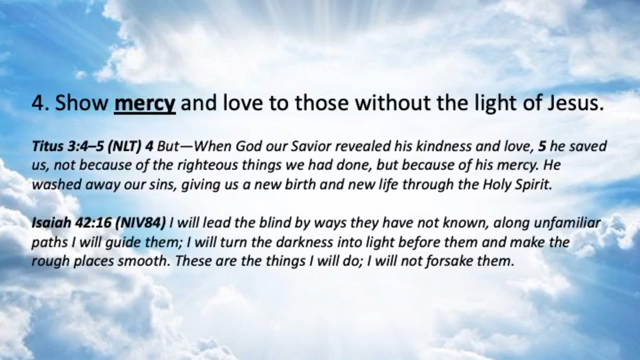 4. Show mercy and love to those without the light of Jesus.
Titus 3:4–5 (NLT) 4 But—When God our Savior revealed his kindness and love, 5 he saved
us, not because of the righteous things we had done, but because of his mercy. He
washed away our sins, giving us a new birth and new life through the Holy Spirit.
Isaiah 42:16 (NIV84) I will lead the blind by ways they have not known, along unfamiliar
paths I will guide them; I will turn the darkness into light before them and make the
rough places smooth. These are the things I will do; I will not forsake them.